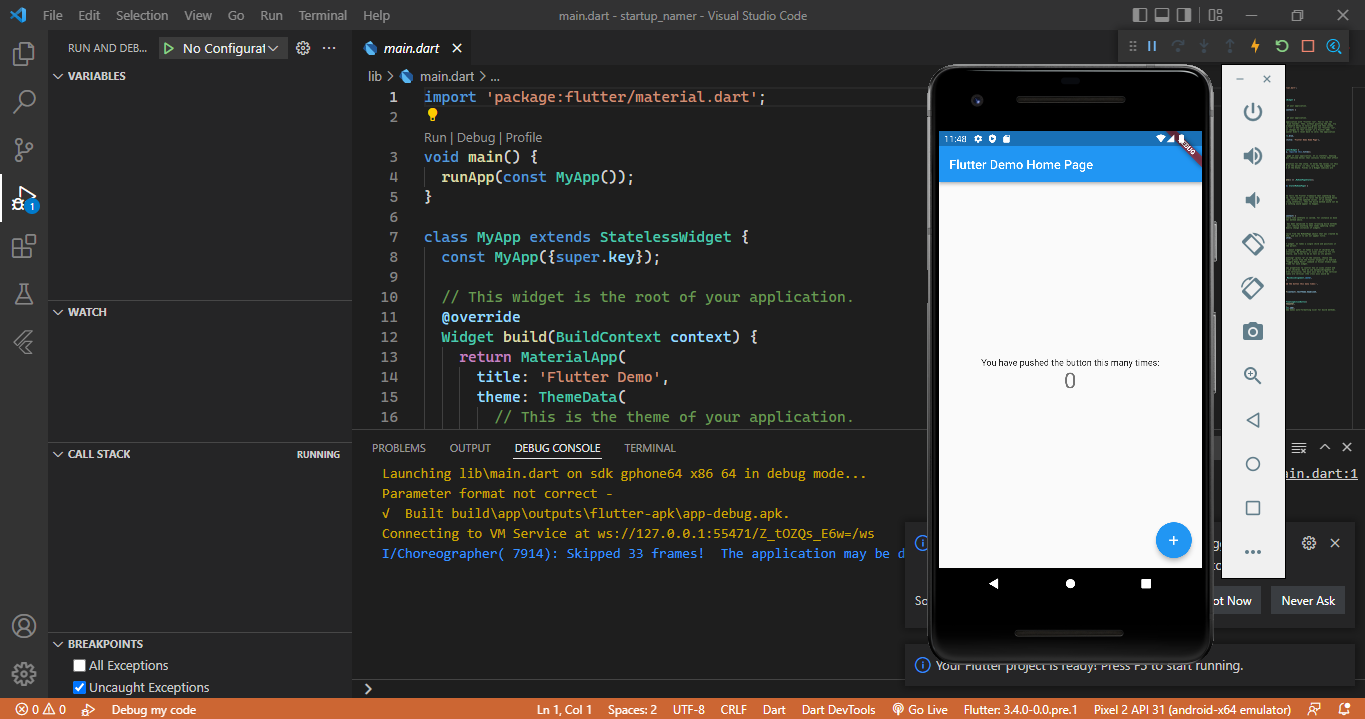 File Edit Selection View Go Run Terminal Help
main.dart - startup_namer - Visual Studio Code
RUN AND DEB...
No Configurat
VARIABLES
WATCH
CALL STACK
RUNNING
BREAKPOINTS
All Exceptions
Uncaught Exceptions
1
main.dart
lib > main.dart > ...
1 import 'package:flutter/material.dart';
2
Run | Debug | Profile
3 void main() {
4 runApp(const MyApp());
5 }
6
7 class MyApp extends StatelessWidget {
8 const MyApp({super.key});
9
10 // This widget is the root of your application.
11 @override
12 Widget build(BuildContext context) {
13 return MaterialApp(
14 title: 'Flutter Demo',
15 theme: ThemeData(
16 // This is the theme of your application.
PROBLEMS OUTPUT DEBUG CONSOLE TERMINAL
Launching lib\main.dart on sdk gphone64 x86 64 in debug mode...
Parameter format not correct -
√ Built build\app\outputs\flutter-apk\app-debug.apk.
Connecting to VM Service at ws://127.0.0.1:55471/Z_tOZQs_E6w=/ws
I/Choreographer( 7914): Skipped 33 frames! The application may be d
ain.dart:1
11:48
DEBUG
Flutter Demo Home Page
You have pushed the button this many times:
0
+
ot Now
Never Ask
Your Flutter project is ready! Press F5 to start running.
0 0 Debug my code
Ln 1, Col 1 Spaces: 2 UTF-8 CRLF Dart Dart DevTools Go Live Flutter: 3.4.0-0.0.pre.1 Pixel 2 API 31 (android-x64 emulator)